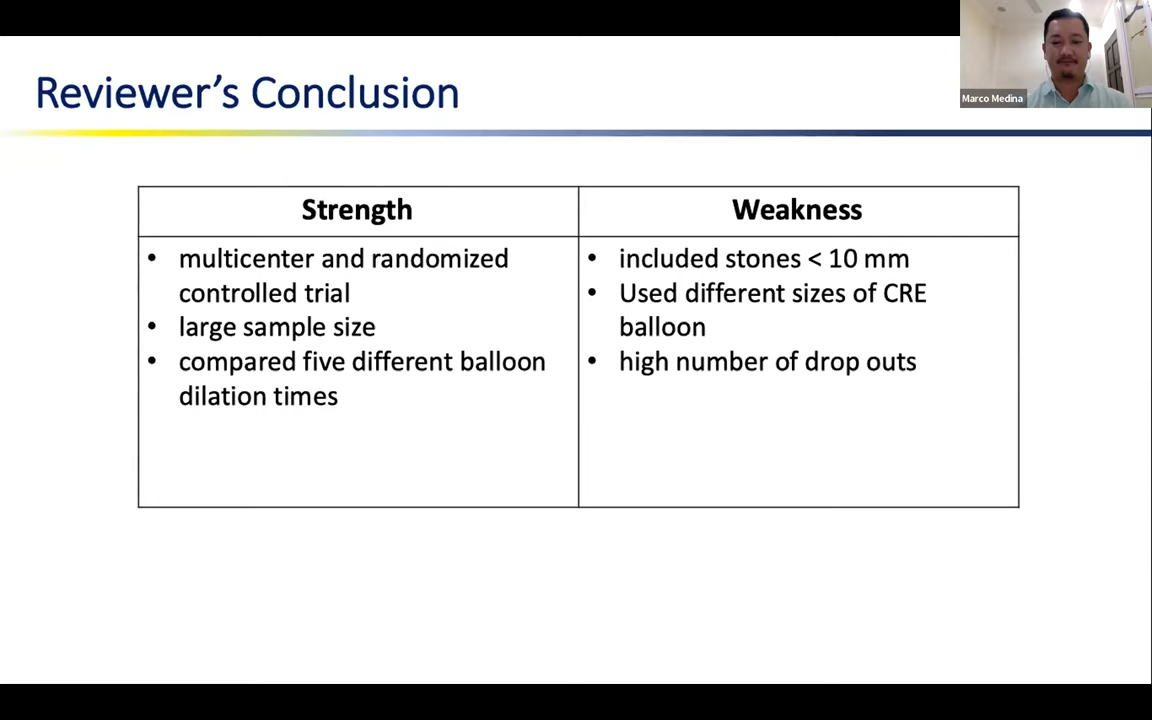 Reviewer's Conclusion
Marco Medina
Strength
Weakness
• multicenter and randomized
controlled trial
• large sample size
• compared five different balloon
dilation times
• included stones < 10 mm
• Used different sizes of CRE
balloon
• high number of drop outs